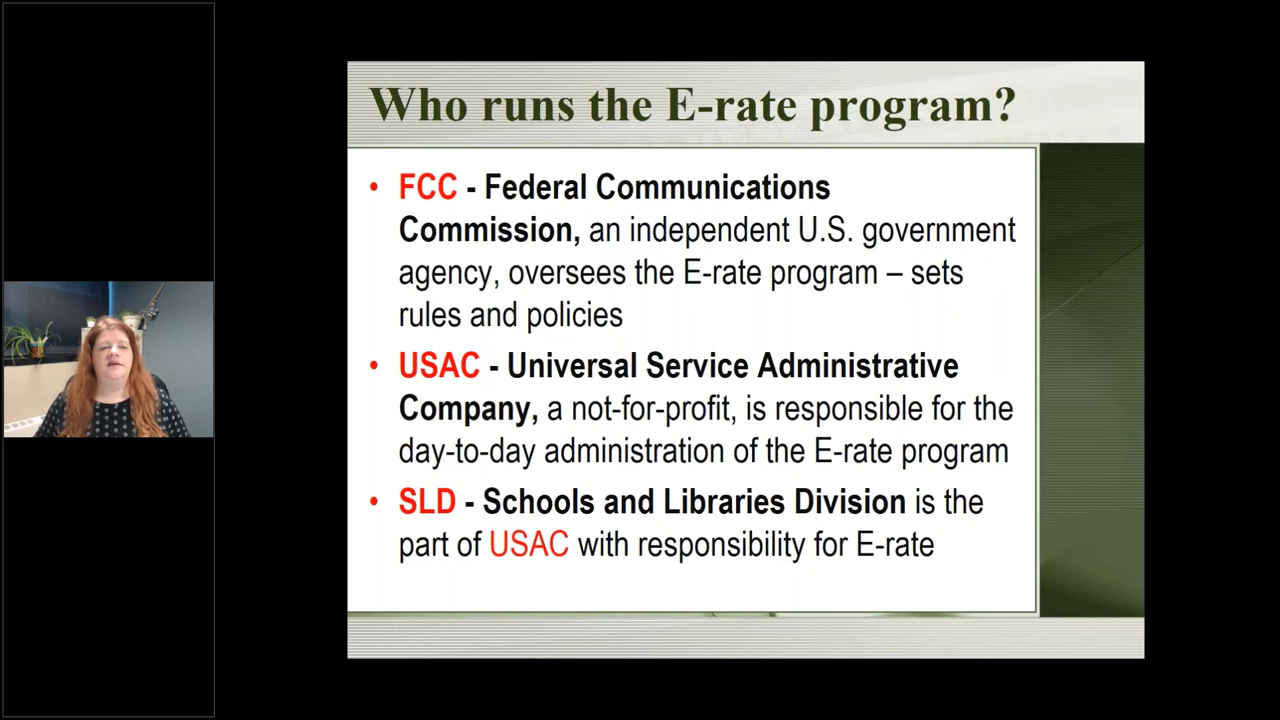 Who runs the E-rate program?
• FCC - Federal Communications
Commission, an independent U.S. government
agency, oversees the E-rate program – sets
rules and policies
• USAC - Universal Service Administrative
Company, a not-for-profit, is responsible for the
day-to-day administration of the E-rate program
• SLD - Schools and Libraries Division is the
part of USAC with responsibility for E-rate